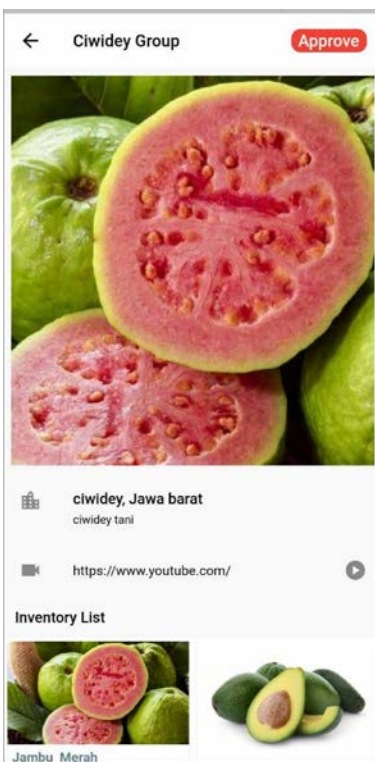 Ciwidey Group
Approve
ciwidey, Jawa barat
ciwidey tani
https://www.youtube.com/
Inventory List
Jambu Merah